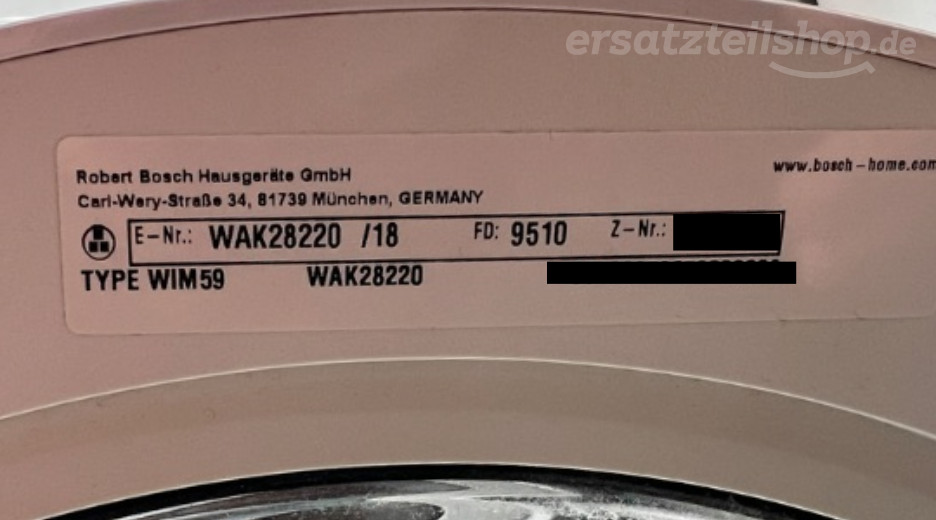 ersatzteilshop.de
www.bosch-home.com
Robert Bosch Hausgeräte GmbH
Carl-Wery-Straße 34, 81739 München, GERMANY
E-Nr.: WAK28220 /18 FD: 9510 Z-Nr.:
TYPE WIM59 WAK28220